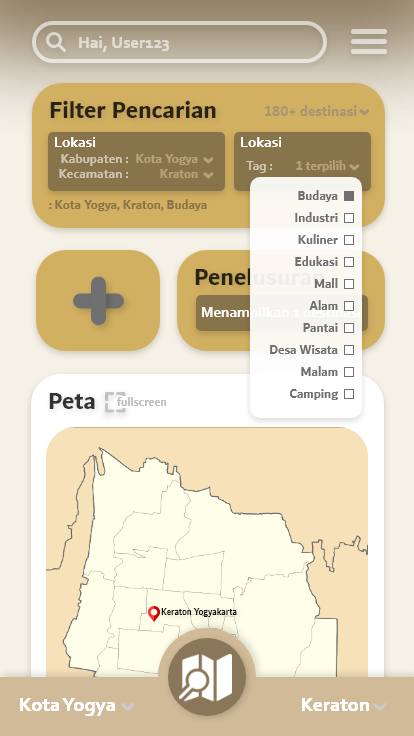 Hai, User123
Filter Pencarian
180+ destinasi
Lokasi
Kabupaten : Kota Yogya
Kecamatan : Kraton
Lokasi
Tag : 1 terpilih
: Kota Yogya, Kraton, Budaya
Budaya
Industri
Kuliner
Edukasi
Mall
Alam
Pantai
Desa Wisata
Malam
Camping
Penelusuran
Menampilkan 1 destinasi
Peta
fullscreen
Keraton Yogyakarta
Kota Yogya
Keraton